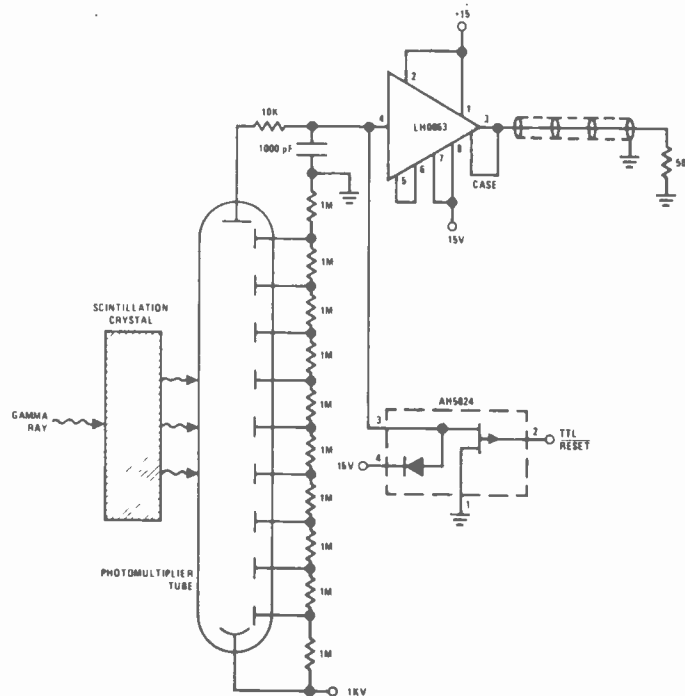 +15
2
10K
4
LH0063
1
3
1000 pF
8
7
6
5
CASE
50
1M
15V
1M
1M
SCINTILLATION
CRYSTAL
1M
GAMMA
RAY
1M
AH5024
3
2
TTL
RESET
1M
15V
4
1
1M
PHOTOMULTIPLIER
TUBE
1M
1M
1M
1KV